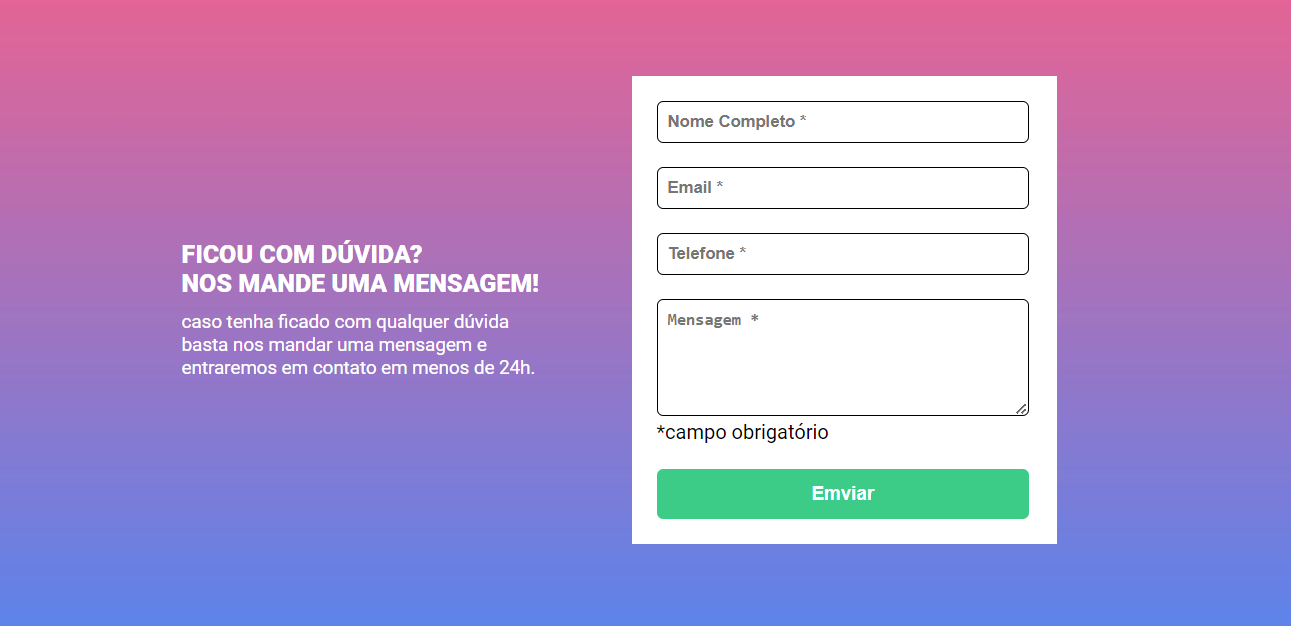 FICOU COM DÚVIDA?
NOS MANDE UMA MENSAGEM!
caso tenha ficado com qualquer dúvida
basta nos mandar uma mensagem e
entraremos em contato em menos de 24h.
Nome Completo *
Email *
Telefone *
Mensagem *
*campo obrigatório
Emviar